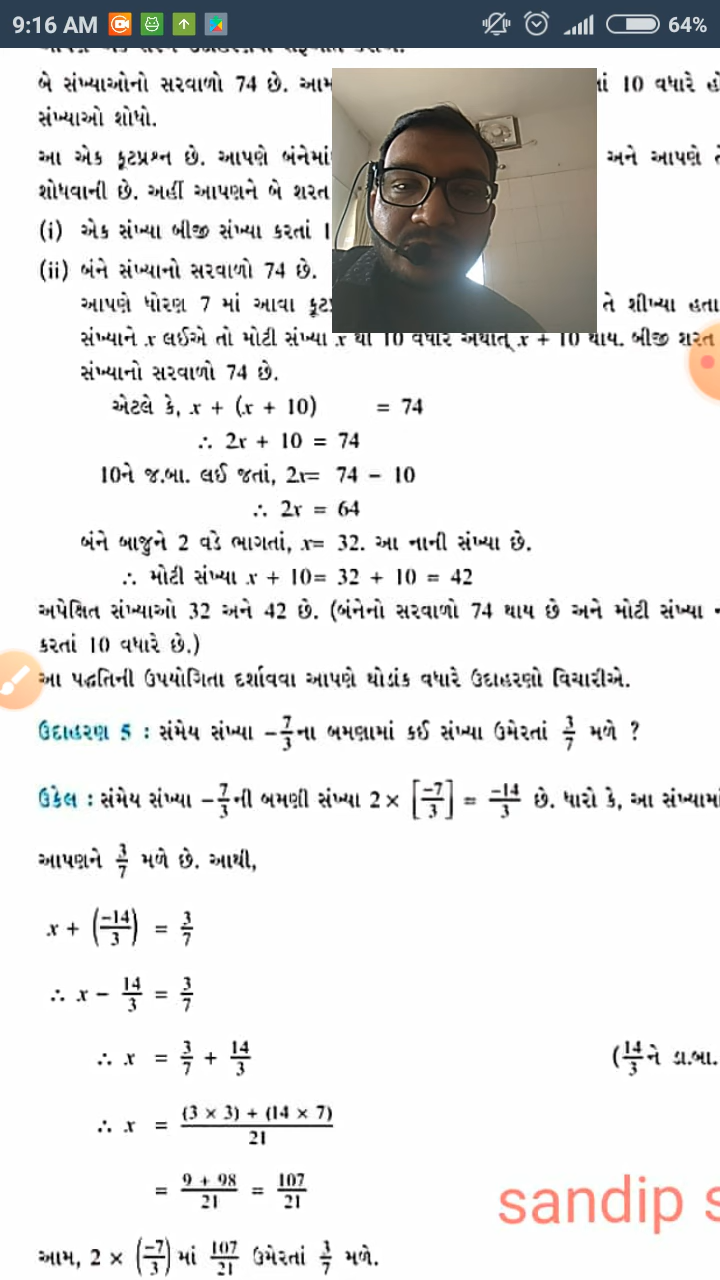 9:16 AM 64%
બે સંખ્યાઓનો સરવાળો 74 છે. 10 વધારે
સંખ્યાઓ શોધો.
આ એક કૂટપ્રશ્ન છે. આપણે અને આપણે
શોધવાની છે. અહીં આપણને બે શરત
(i) એક સંખ્યા બીજી સંખ્યા કરતાં
(ii) બંને સંખ્યાનો સરવાળો 74 છે.
આપણે ધોરણ 7 માં આવા તે શીખ્યા હતા
સંખ્યાને x લઈએ તો મોટી સંખ્યા x થી 10 વધારે અર્થાત્ x + 10 થાય. બીજી શરત
સંખ્યાનો સરવાળો 74 છે.
એટલે કે, x + (x + 10) = 74
∴ 2x + 10 = 74
10ને જ.બા. લઈ જતાં, 2x= 74 − 10
∴ 2x = 64
બંને બાજુને 2 વડે ભાગતાં, x= 32. આ નાની સંખ્યા છે.
∴ મોટી સંખ્યા x + 10= 32 + 10 = 42
અપેક્ષિત સંખ્યાઓ 32 અને 42 છે. (બંનેનો સરવાળો 74 થાય છે અને મોટી સંખ્યા
કરતાં 10 વધારે છે.)
આ પદ્ધતિની ઉપયોગિતા દર્શાવવા આપણે થોડાંક વધારે ઉદાહરણો વિચારીએ.
ઉદાહરણ 5 : સંમેય સંખ્યા −7/3ના બમણામાં કઈ સંખ્યા ઉમેરતાં 3/7 મળે ?
ઉકેલ : સંમેય સંખ્યા −7/3ની બમણી સંખ્યા 2 × [−7/3] = −14/3 છે. ધારો કે, આ સંખ્યામાં
આપણને 3/7 મળે છે. આથી,
x + (−14/3) = 3/7
∴ x − 14/3 = 3/7
∴ x = 3/7 + 14/3 (14/3ને ડા.બા.
∴ x = (3 × 3) + (14 × 7)/21
= 9 + 98/21 = 107/21
sandip s
આમ, 2 × (−7/3) માં 107/21 ઉમેરતાં 3/7 મળે.